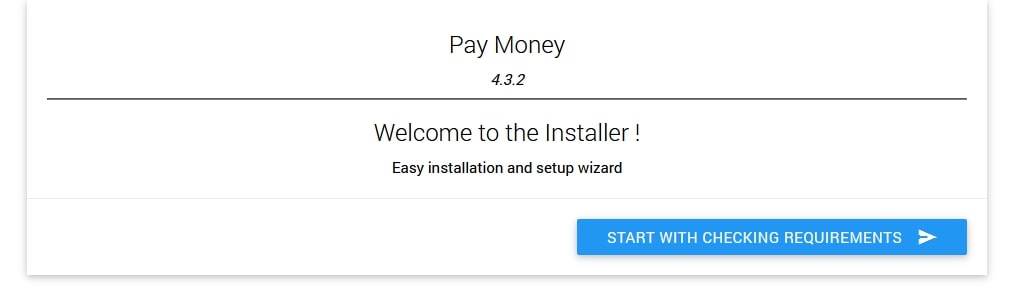 Pay Money
4.3.2
Welcome to the Installer !
Easy installation and setup wizard
START WITH CHECKING REQUIREMENTS